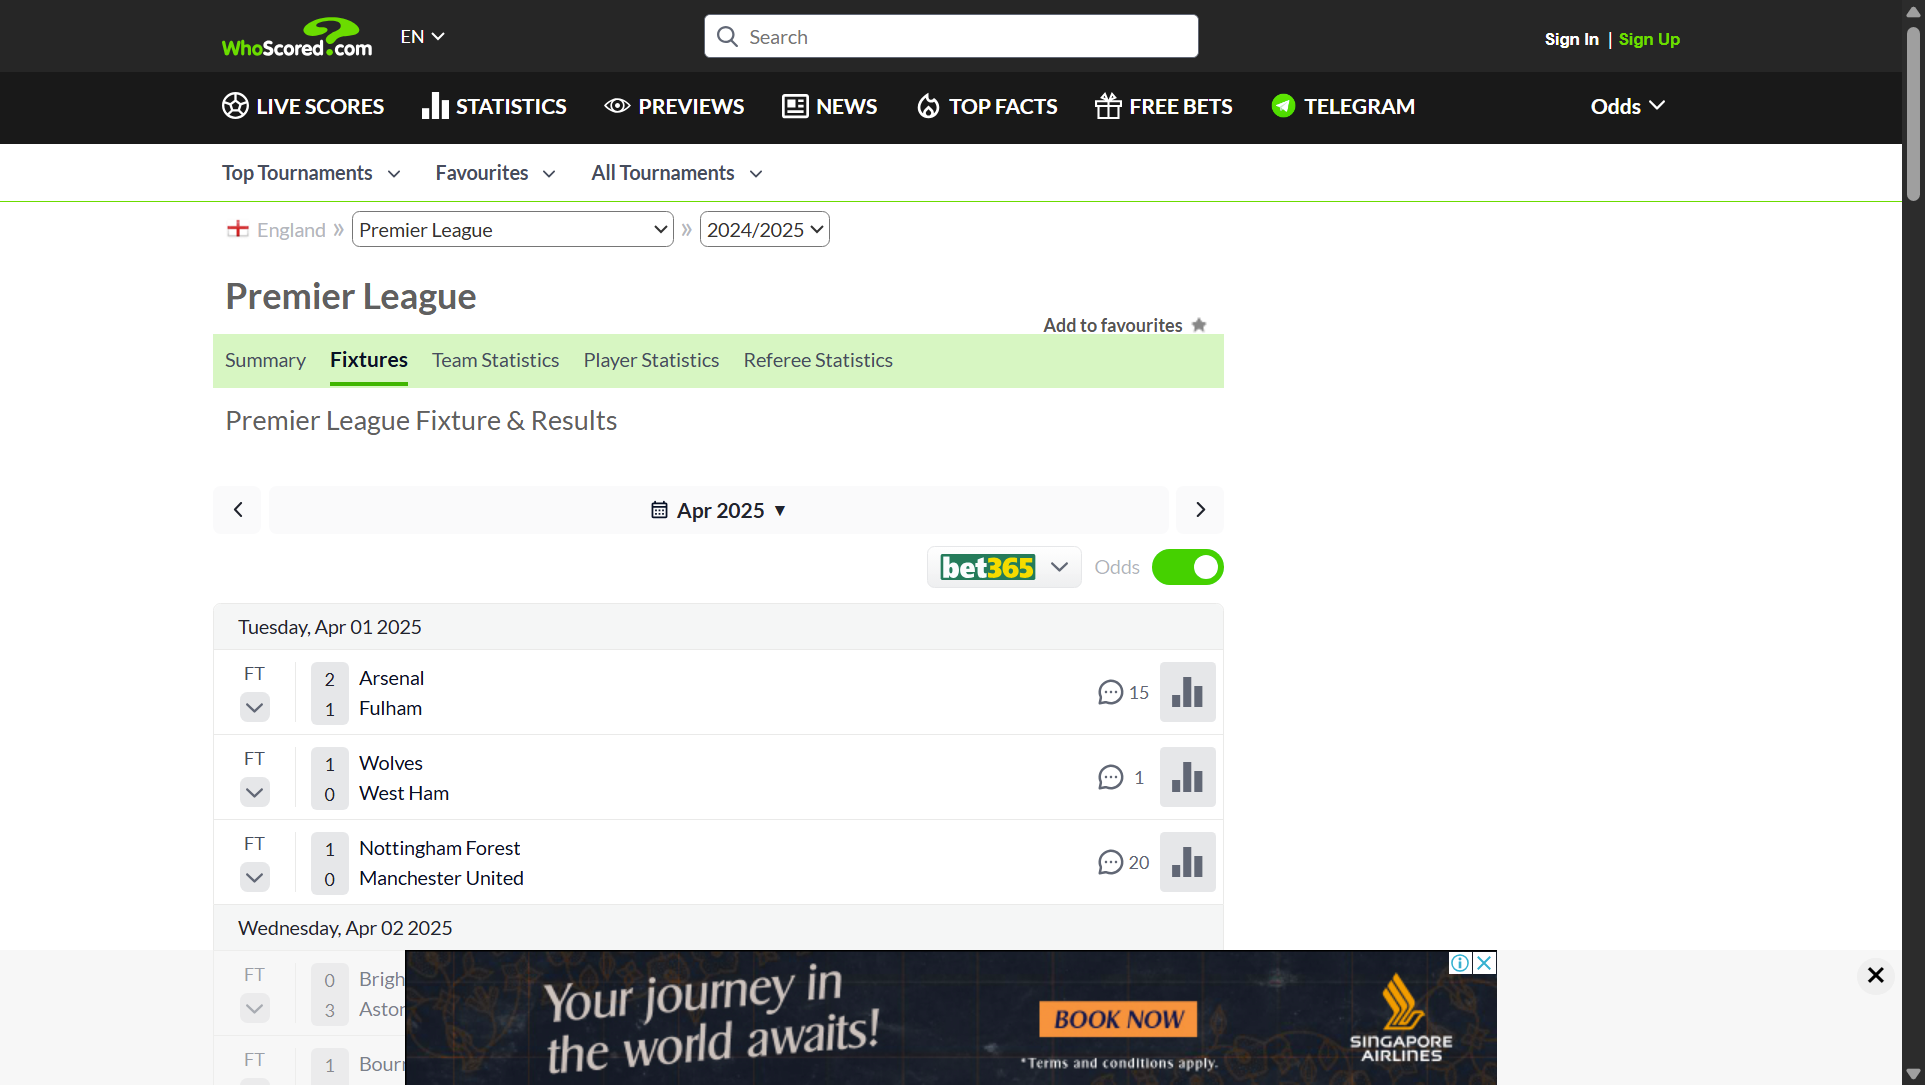 WhoScored.com
EN
Search
Sign In | Sign Up
LIVE SCORES
STATISTICS
PREVIEWS
NEWS
TOP FACTS
FREE BETS
TELEGRAM
Odds
Top Tournaments
Favourites
All Tournaments
England » Premier League » 2024/2025
Premier League
Add to favourites
Summary
Fixtures
Team Statistics
Player Statistics
Referee Statistics
Premier League Fixture & Results
Apr 2025 ▼
bet365
Odds
Tuesday, Apr 01 2025
FT
2 Arsenal
1 Fulham
15
FT
1 Wolves
0 West Ham
1
FT
1 Nottingham Forest
0 Manchester United
20
Wednesday, Apr 02 2025
FT
0 Brigh
3 Aston
FT
1 Bourn
Your journey in
the world awaits!
BOOK NOW
*Terms and conditions apply.
SINGAPORE
AIRLINES